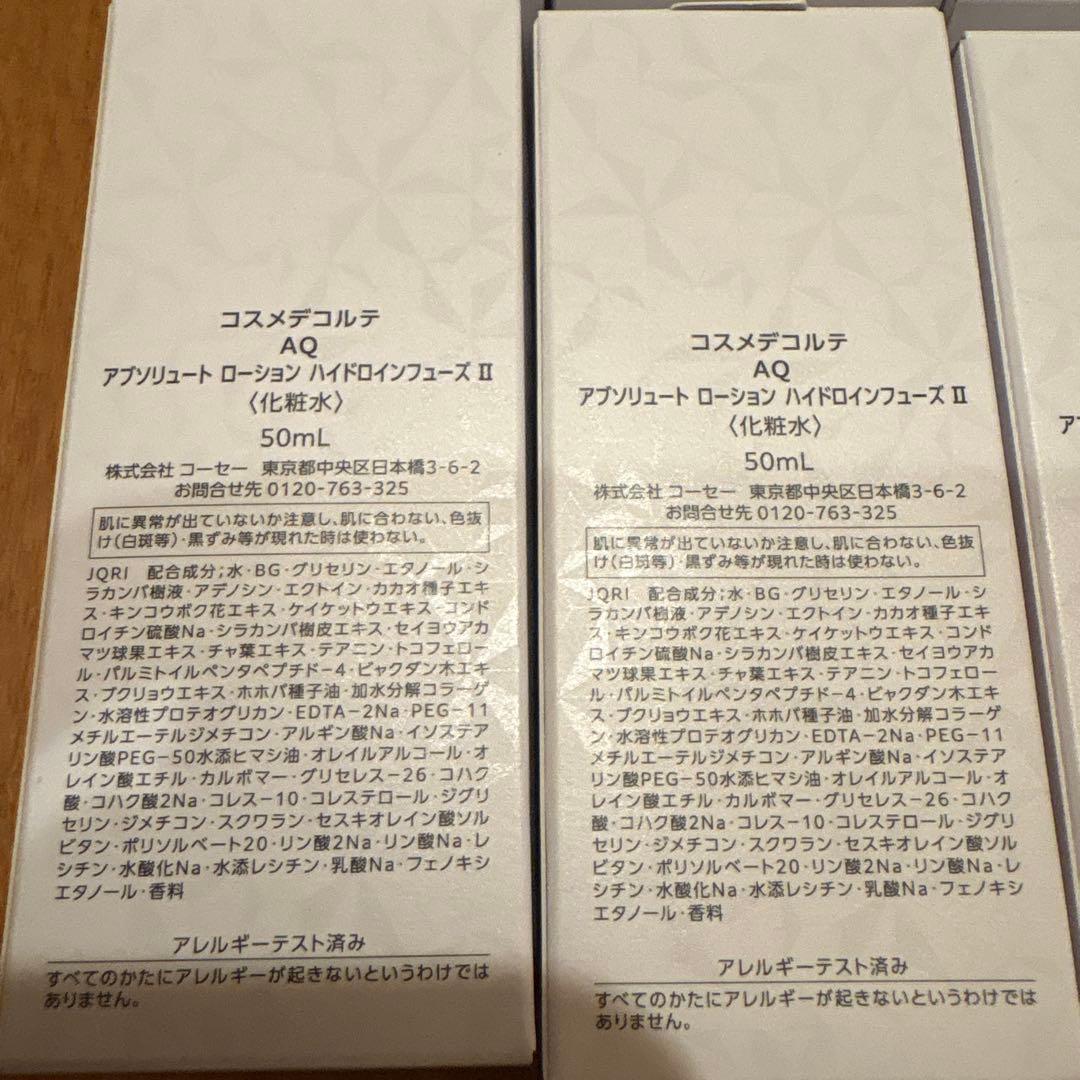 コスメデコルテ
AQ
アブソリュート ローション ハイドロインフューズ II
〈化粧水〉
50mL
株式会社 コーセー 東京都中央区日本橋3-6-2
お問合せ先 0120-763-325
肌に異常が出ていないか注意し、肌に合わない、色抜
け(白斑等)・黒ずみ等が現れた時は使わない。
JQRI 配合成分;水・BG・グリセリン・エタノール・シ
ラカンバ樹液・アデノシン・エクトイン・カカオ種子エキ
ス・キンコウボク花エキス・ケイケットウエキス・コンド
ロイチン硫酸Na・シラカンバ樹皮エキス・セイヨウアカ
マツ球果エキス・チャ葉エキス・テアニン・トコフェロー
ル・パルミトイルペンタペプチド-4・ビャクダン木エキ
ス・ブクリョウエキス・ホホバ種子油・加水分解コラーゲ
ン・水溶性プロテオグリカン・EDTA-2Na・PEG-11
メチルエーテルジメチコン・アルギン酸Na・イソステア
リン酸PEG-50水添ヒマシ油・オレイルアルコール・オ
レイン酸エチル・カルボマー・グリセレス-26・コハク
酸・コハク酸2Na・コレス-10・コレステロール・ジグリ
セリン・ジメチコン・スクワラン・セスキオレイン酸ソル
ビタン・ポリソルベート20・リン酸2Na・リン酸Na・レ
シチン・水酸化Na・水添レシチン・乳酸Na・フェノキシ
エタノール・香料
アレルギーテスト済み
すべてのかたにアレルギーが起きないというわけでは
ありません。
コスメデコルテ
AQ
アブソリュート ローション ハイドロインフューズ II
〈化粧水〉
50mL
株式会社 コーセー 東京都中央区日本橋3-6-2
お問合せ先 0120-763-325
肌に異常が出ていないか注意し、肌に合わない、色抜
け(白斑等)・黒ずみ等が現れた時は使わない。
JQRI 配合成分;水・BG・グリセリン・エタノール・シ
ラカンバ樹液・アデノシン・エクトイン・カカオ種子エキ
ス・キンコウボク花エキス・ケイケットウエキス・コンド
ロイチン硫酸Na・シラカンバ樹皮エキス・セイヨウアカ
マツ球果エキス・チャ葉エキス・テアニン・トコフェロー
ル・パルミトイルペンタペプチド-4・ビャクダン木エキ
ス・ブクリョウエキス・ホホバ種子油・加水分解コラーゲ
ン・水溶性プロテオグリカン・EDTA-2Na・PEG-11
メチルエーテルジメチコン・アルギン酸Na・イソステア
リン酸PEG-50水添ヒマシ油・オレイルアルコール・オ
レイン酸エチル・カルボマー・グリセレス-26・コハク
酸・コハク酸2Na・コレス-10・コレステロール・ジグリ
セリン・ジメチコン・スクワラン・セスキオレイン酸ソル
ビタン・ポリソルベート20・リン酸2Na・リン酸Na・レ
シチン・水酸化Na・水添レシチン・乳酸Na・フェノキシ
エタノール・香料
アレルギーテスト済み
すべてのかたにアレルギーが起きないというわけでは
ありません。